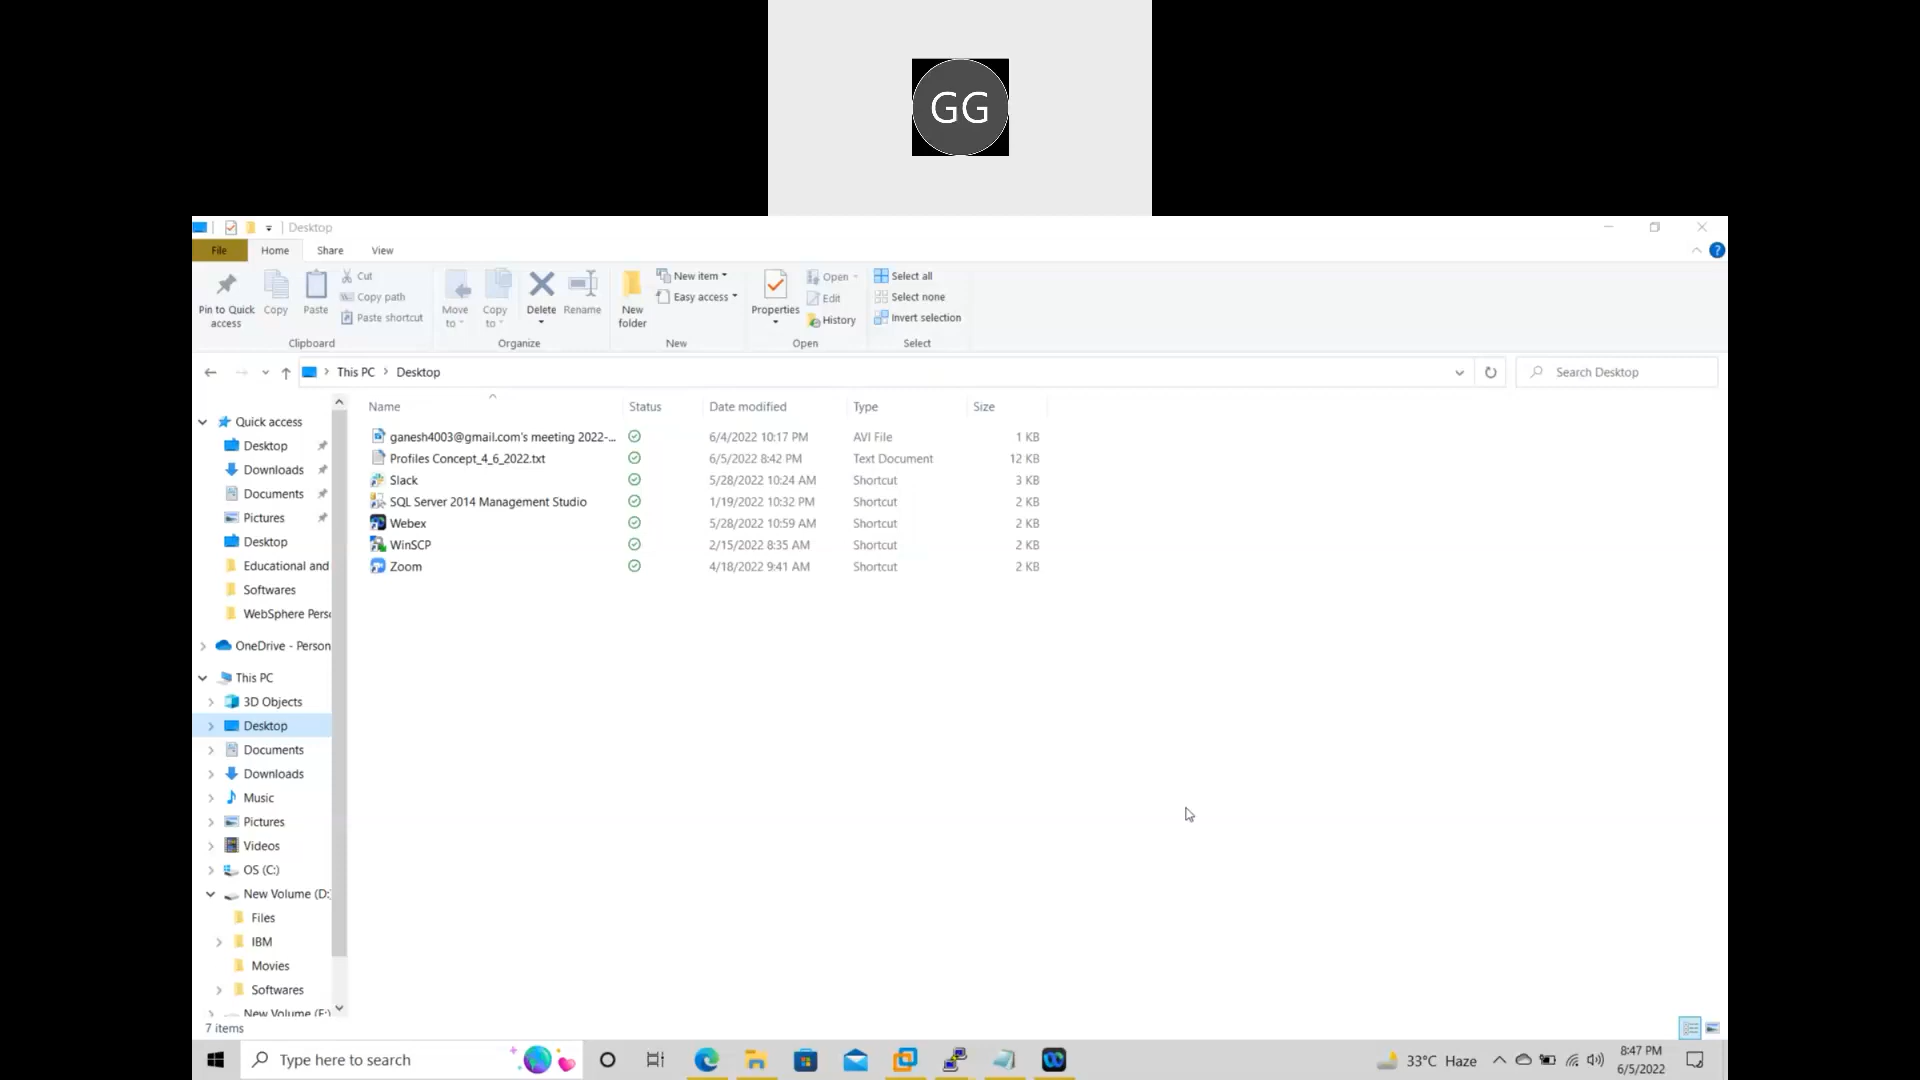 GG
Desktop
File Home Share View
Pin to Quick access
Copy
Paste
Cut
Copy path
Paste shortcut
Clipboard
Move to
Copy to
Delete
Rename
Organize
New folder
New item
Easy access
New
Properties
Open
Edit
History
Open
Select all
Select none
Invert selection
Select
This PC > Desktop
Search Desktop
Name Status Date modified Type Size
ganesh4003@gmail.com's meeting 2022-... 6/4/2022 10:17 PM AVI File 1 KB
Profiles Concept_4_6_2022.txt 6/5/2022 8:42 PM Text Document 12 KB
Slack 5/28/2022 10:24 AM Shortcut 3 KB
SQL Server 2014 Management Studio 1/19/2022 10:32 PM Shortcut 2 KB
Webex 5/28/2022 10:59 AM Shortcut 2 KB
WinSCP 2/15/2022 8:35 AM Shortcut 2 KB
Zoom 4/18/2022 9:41 AM Shortcut 2 KB
Quick access
Desktop
Downloads
Documents
Pictures
Desktop
Educational and
Softwares
WebSphere Pers
OneDrive - Person
This PC
3D Objects
Desktop
Documents
Downloads
Music
Pictures
Videos
OS (C:)
New Volume (D:
Files
IBM
Movies
Softwares
New Volume (E:)
7 items
Type here to search
33°C Haze
8:47 PM
6/5/2022